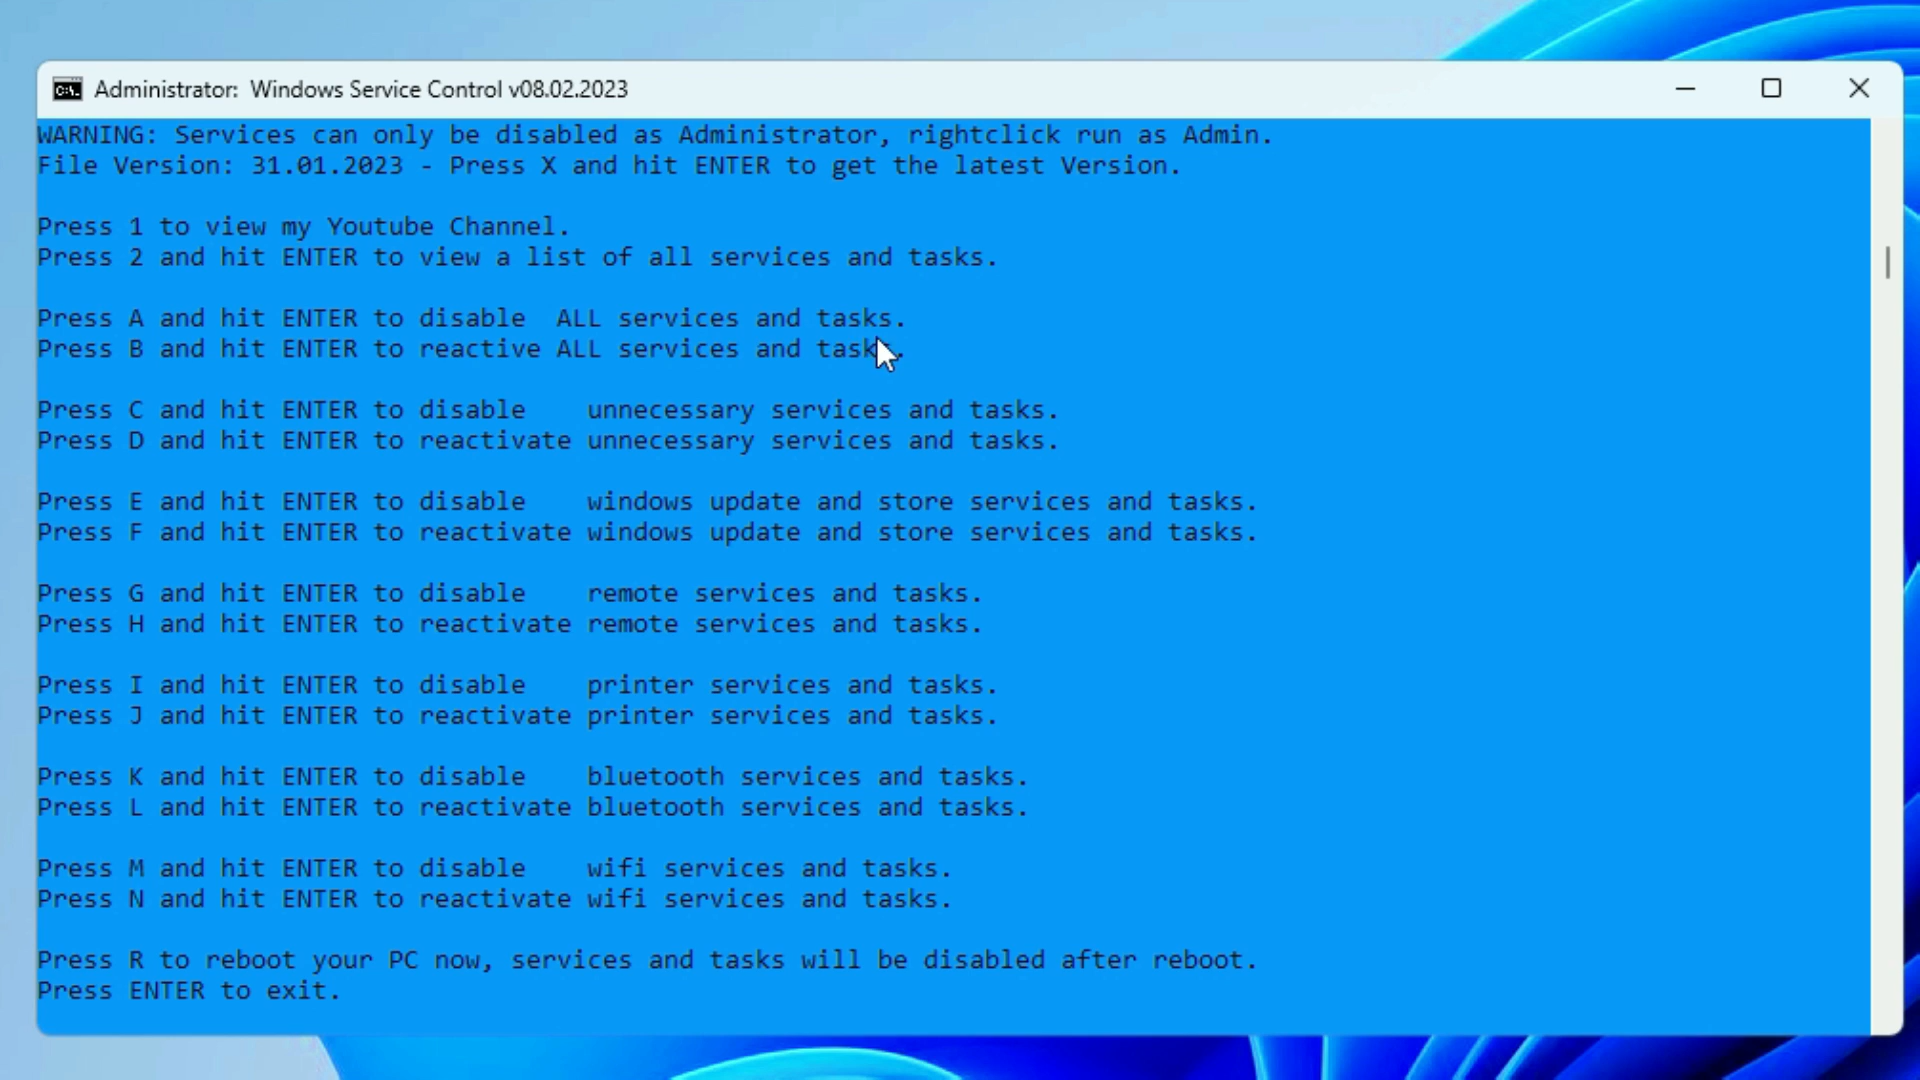 Administrator:  Windows Service Control v08.02.2023
WARNING: Services can only be disabled as Administrator, rightclick run as Admin.
File Version: 31.01.2023 - Press X and hit ENTER to get the latest Version.
Press 1 to view my Youtube Channel.
Press 2 and hit ENTER to view a list of all services and tasks.
Press A and hit ENTER to disable  ALL services and tasks.
Press B and hit ENTER to reactive ALL services and tasks.
Press C and hit ENTER to disable    unnecessary services and tasks.
Press D and hit ENTER to reactivate unnecessary services and tasks.
Press E and hit ENTER to disable    windows update and store services and tasks.
Press F and hit ENTER to reactivate windows update and store services and tasks.
Press G and hit ENTER to disable    remote services and tasks.
Press H and hit ENTER to reactivate remote services and tasks.
Press I and hit ENTER to disable    printer services and tasks.
Press J and hit ENTER to reactivate printer services and tasks.
Press K and hit ENTER to disable    bluetooth services and tasks.
Press L and hit ENTER to reactivate bluetooth services and tasks.
Press M and hit ENTER to disable    wifi services and tasks.
Press N and hit ENTER to reactivate wifi services and tasks.
Press R to reboot your PC now, services and tasks will be disabled after reboot.
Press ENTER to exit.